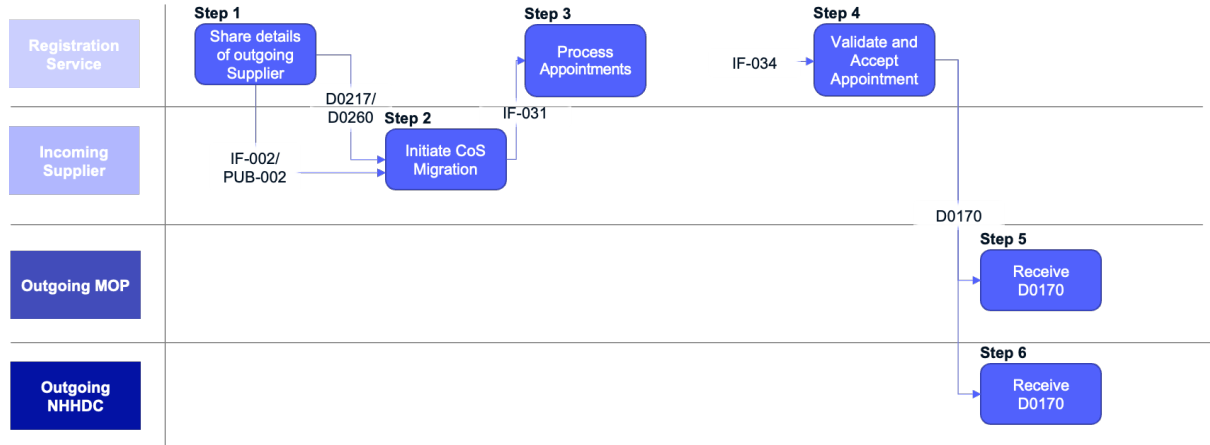 Step 1
Step 3
Step 4
Registration
Service
Share details
of outgoing
Supplier
Process
Appointments
IF-034
Validate and
Accept
Appointment
D0217/
D0260
Step 2
IF-031
Incoming
Supplier
IF-002/
PUB-002
Initiate CoS
Migration
D0170
Step 5
Outgoing MOP
Receive
D0170
Step 6
Outgoing
NHHDC
Receive
D0170